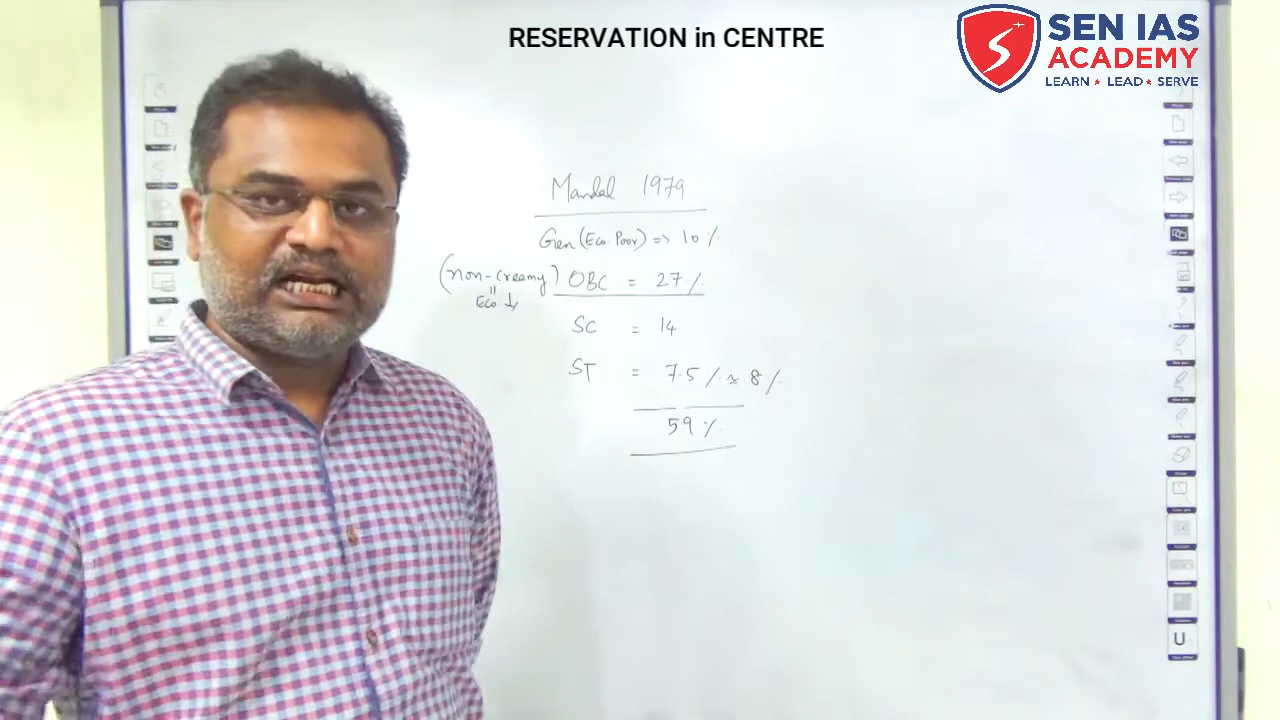 RESERVATION in CENTRE
SEN IAS
ACADEMY
LEARN ★ LEAD ★ SERVE
Mandal 1979
Gen (Eco. Poor) => 10 %
(non-creamy) OBC = 27 %
"
Eco ↓
SC = 14
ST = 7.5 % ≈ 8 %
59 %
U